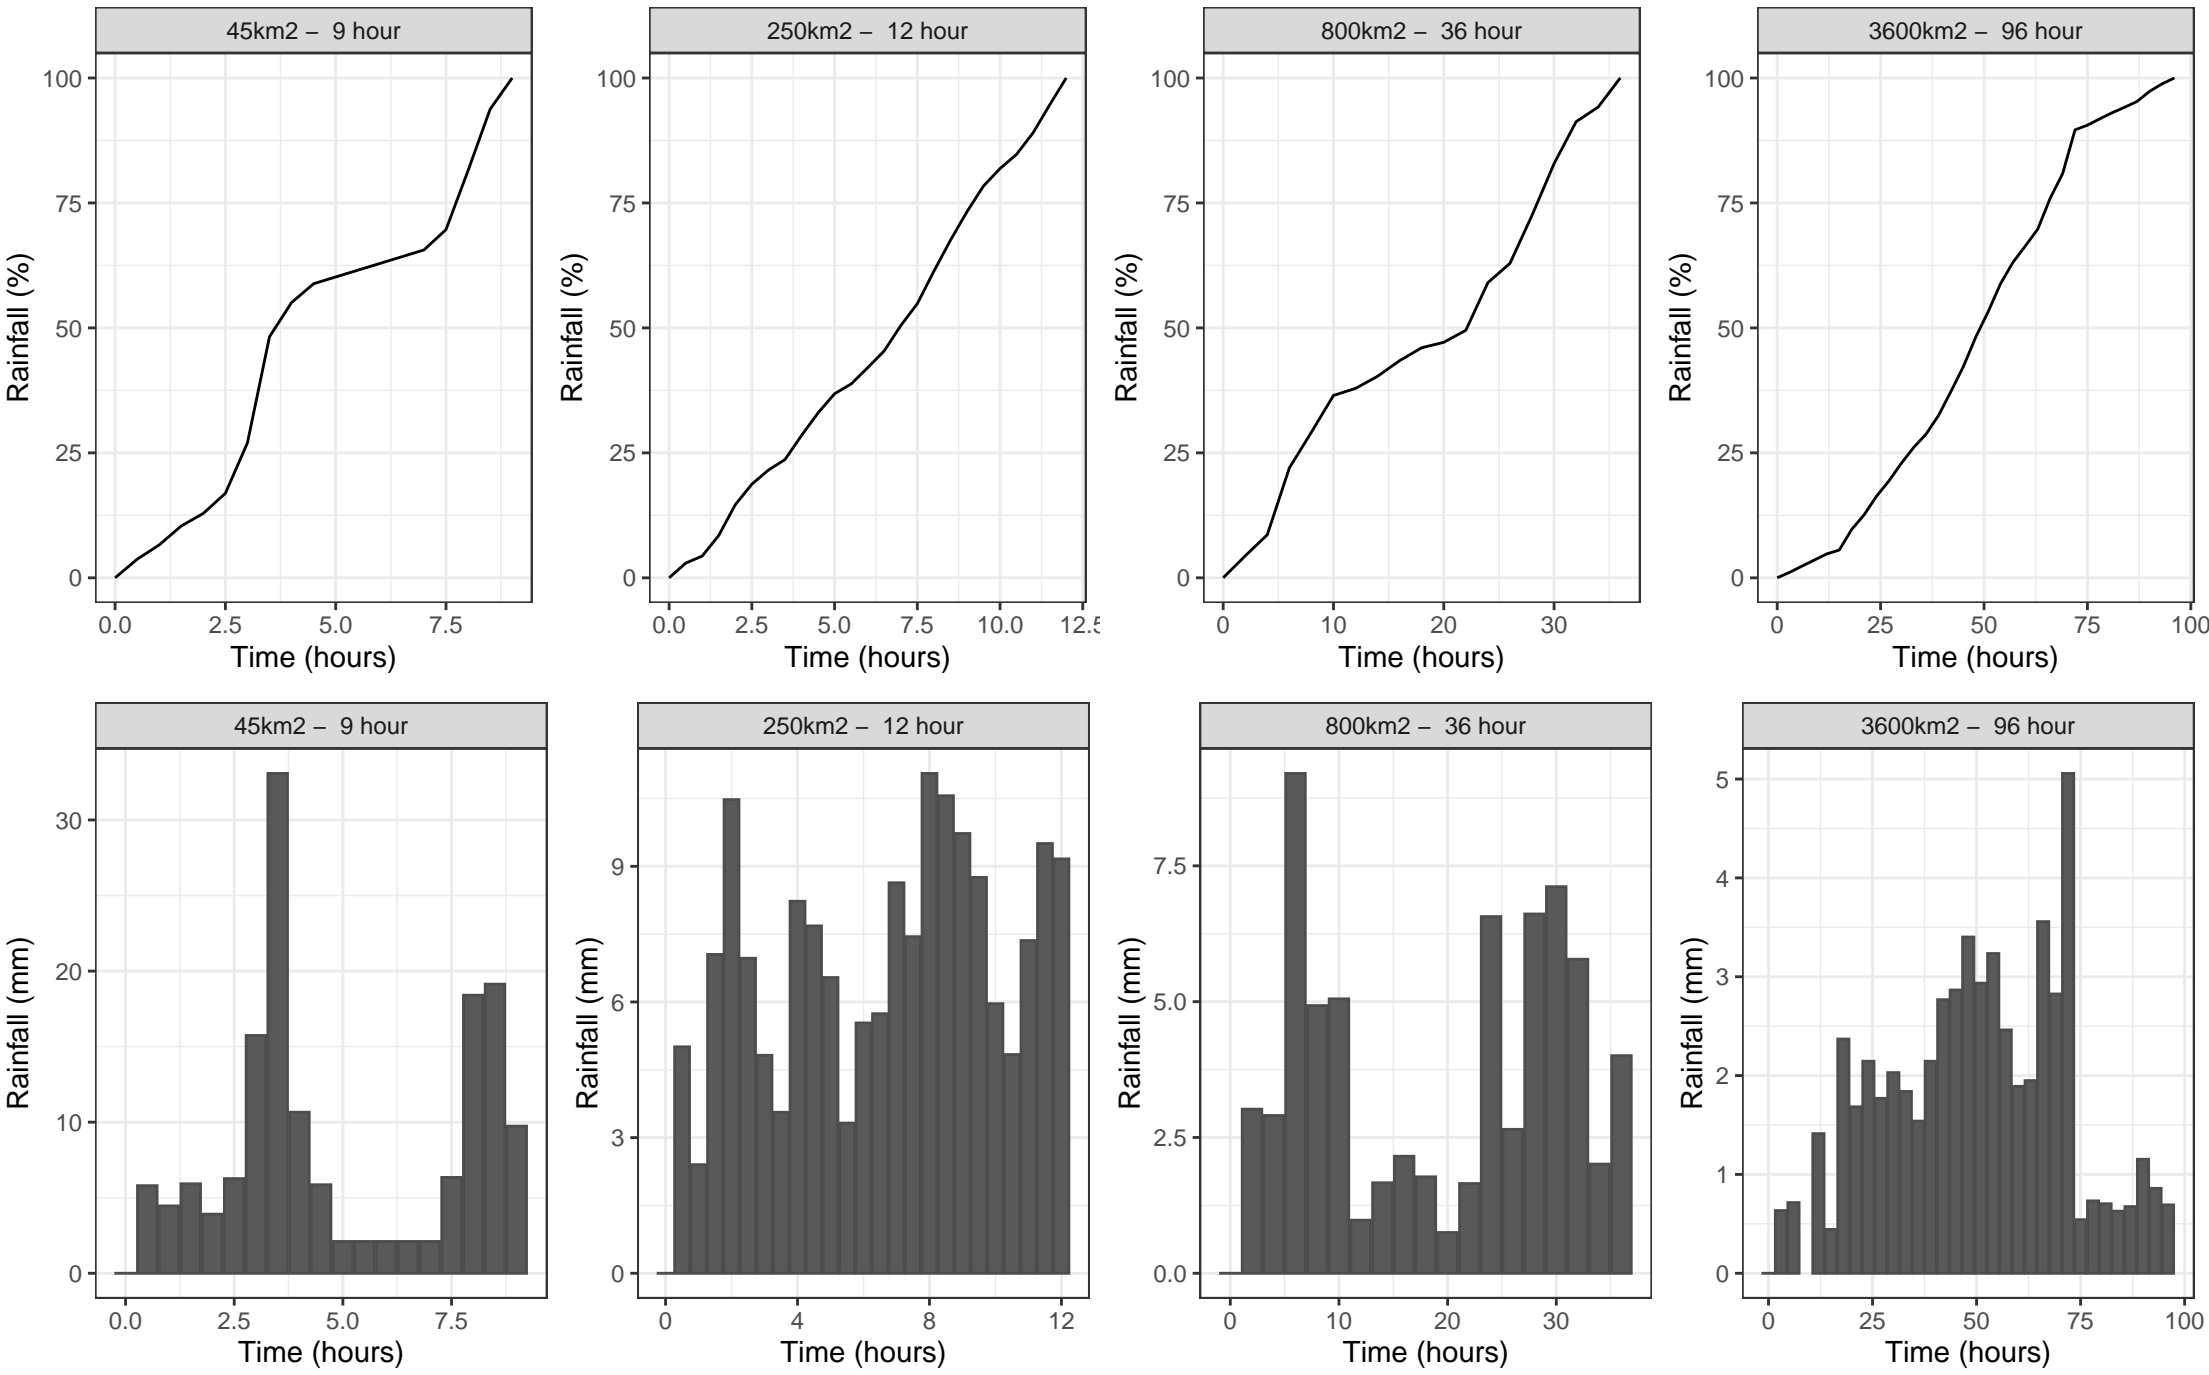 45km2 –  9 hour
250km2 –  12 hour
800km2 –  36 hour
3600km2 –  96 hour
Rainfall (%)
100
75
50
25
0
0.0 2.5 5.0 7.5
Time (hours)
Rainfall (%)
100
75
50
25
0
0.0 2.5 5.0 7.5 10.0 12.5
Time (hours)
Rainfall (%)
100
75
50
25
0
0 10 20 30
Time (hours)
Rainfall (%)
100
75
50
25
0
0 25 50 75 100
Time (hours)
45km2 –  9 hour
250km2 –  12 hour
800km2 –  36 hour
3600km2 –  96 hour
Rainfall (mm)
30
20
10
0
0.0 2.5 5.0 7.5
Time (hours)
Rainfall (mm)
9
6
3
0
0 4 8 12
Time (hours)
Rainfall (mm)
7.5
5.0
2.5
0.0
0 10 20 30
Time (hours)
Rainfall (mm)
5
4
3
2
1
0
0 25 50 75 100
Time (hours)